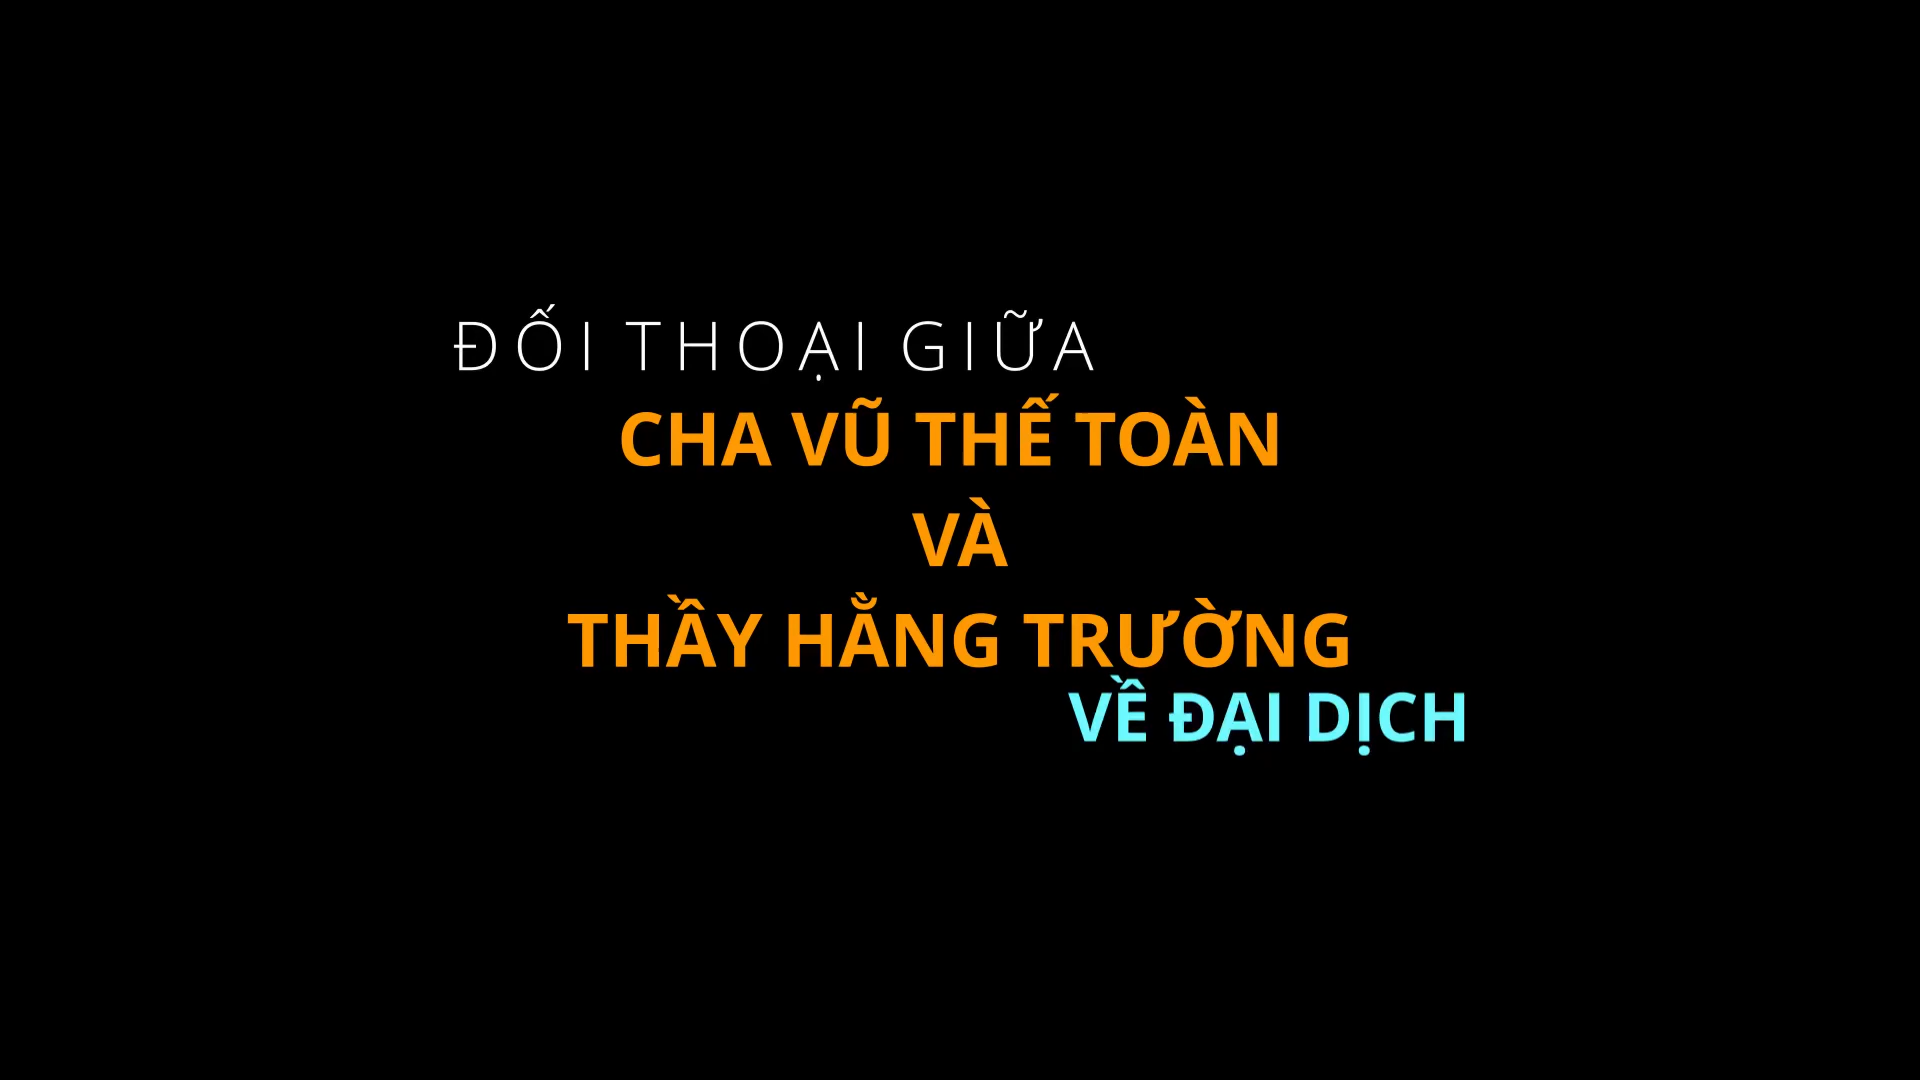 ĐỐI THOẠI GIỮA
CHA VŨ THẾ TOÀN
VÀ
THẦY HẰNG TRƯỜNG
VỀ ĐẠI DỊCH